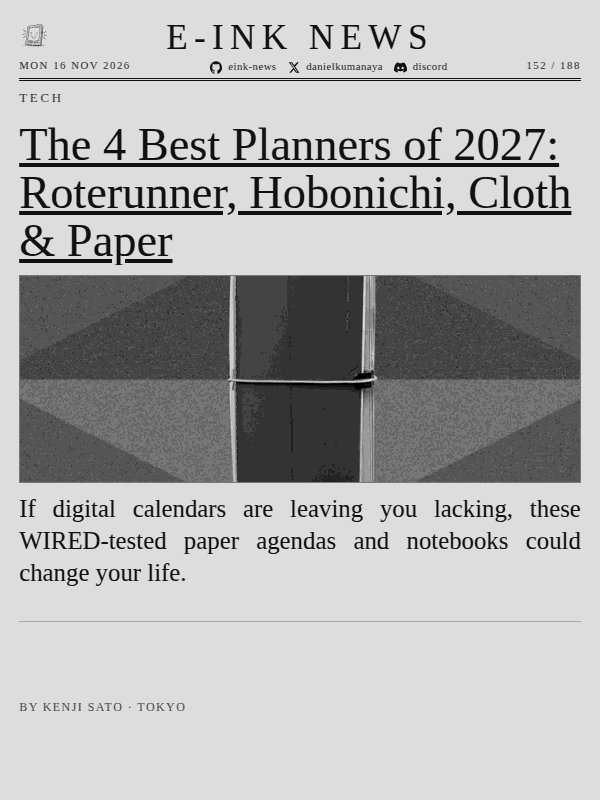 E-INK NEWS
MON 16 NOV 2026
eink-news danielkumanaya discord
152 / 188
TECH
The 4 Best Planners of 2027:
Roterunner, Hobonichi, Cloth
& Paper
If digital calendars are leaving you lacking, these
WIRED-tested paper agendas and notebooks could
change your life.
BY KENJI SATO · TOKYO